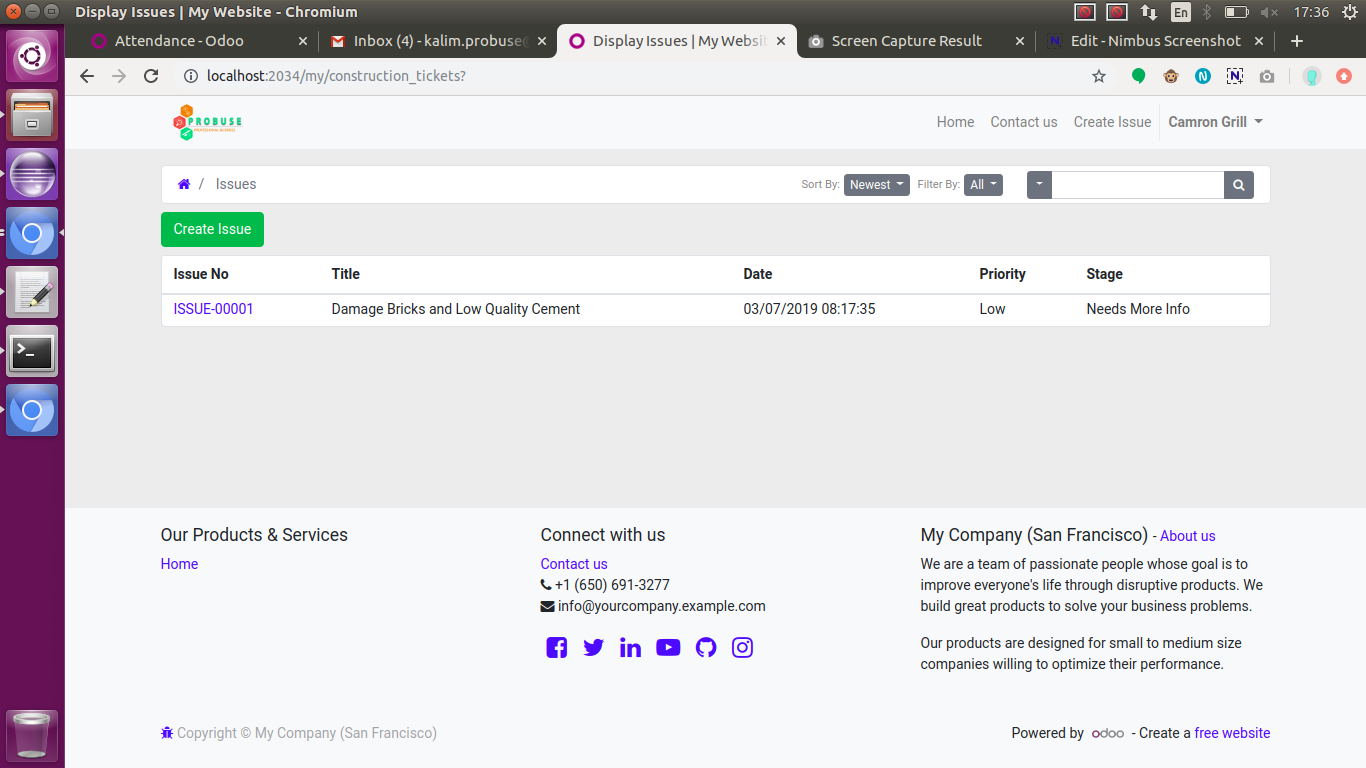 Display Issues | My Website - Chromium
En
17:36
Attendance - Odoo
Inbox (4) - kalim.probuse@
Display Issues | My Websit
Screen Capture Result
Edit - Nimbus Screenshot
localhost:2034/my/construction_tickets?
PROBUSE
PROFESSIONAL BUSINESS
Home
Contact us
Create Issue
Camron Grill
/ Issues
Sort By: Newest
Filter By: All
Create Issue
Issue No Title Date Priority Stage
ISSUE-00001 Damage Bricks and Low Quality Cement 03/07/2019 08:17:35 Low Needs More Info
Our Products & Services
Home
Connect with us
Contact us
+1 (650) 691-3277
info@yourcompany.example.com
My Company (San Francisco) - About us
We are a team of passionate people whose goal is to
improve everyone's life through disruptive products. We
build great products to solve your business problems.
Our products are designed for small to medium size
companies willing to optimize their performance.
Copyright © My Company (San Francisco)
Powered by odoo - Create a free website